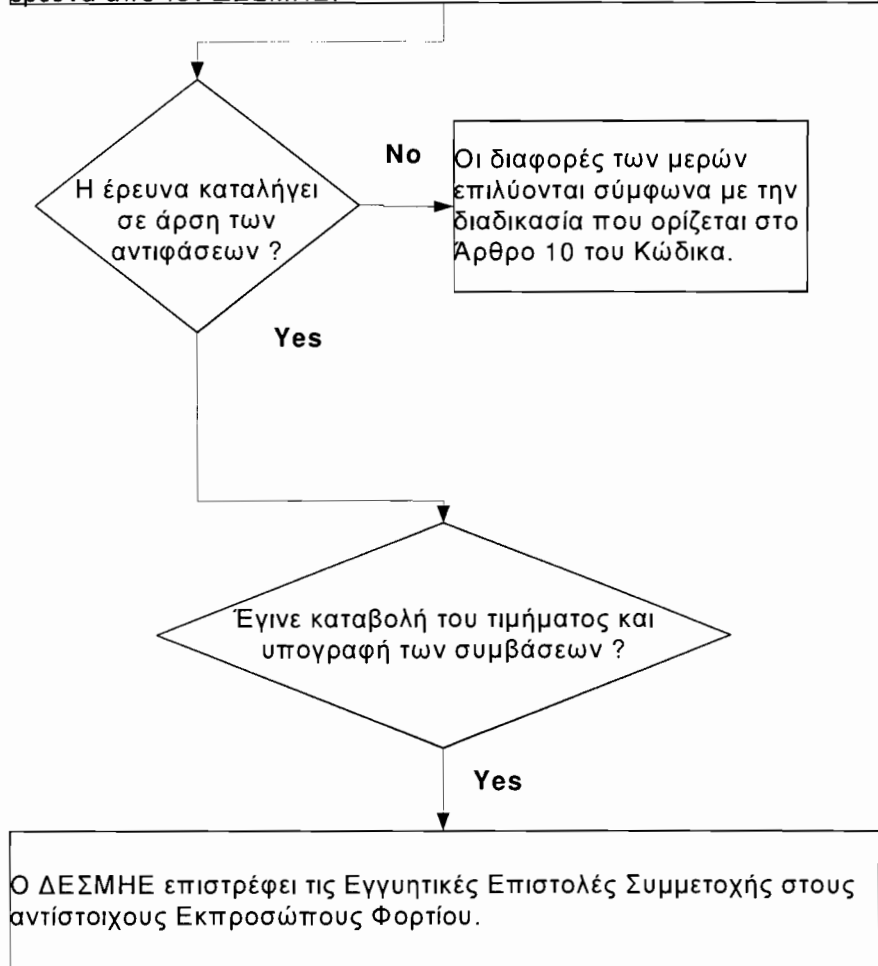 Η έρευνα καταλήγει
σε άρση των
αντιφάσεων ?
No
Οι διαφορές των μερών
επιλύονται σύμφωνα με την
διαδικασία που ορίζεται στο
Άρθρο 10 του Κώδικα.
Yes
Έγινε καταβολή του τιμήματος και
υπογραφή των συμβάσεων ?
Yes
Ο ΔΕΣΜΗΕ επιστρέφει τις Εγγυητικές Επιστολές Συμμετοχής στους
αντίστοιχους Εκπροσώπους Φορτίου.